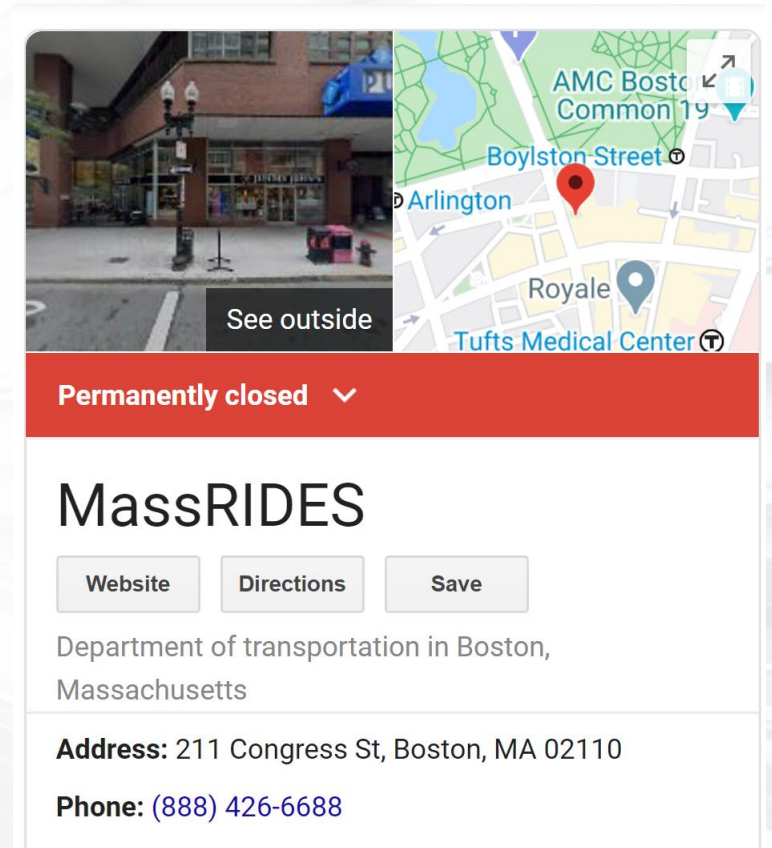 AMC Bosto
Common 19
Boylston Street
Arlington
Royale
See outside
Tufts Medical Center
Permanently closed
MassRIDES
Website
Directions
Save
Department of transportation in Boston,
Massachusetts
Address: 211 Congress St, Boston, MA 02110
Phone: (888) 426-6688